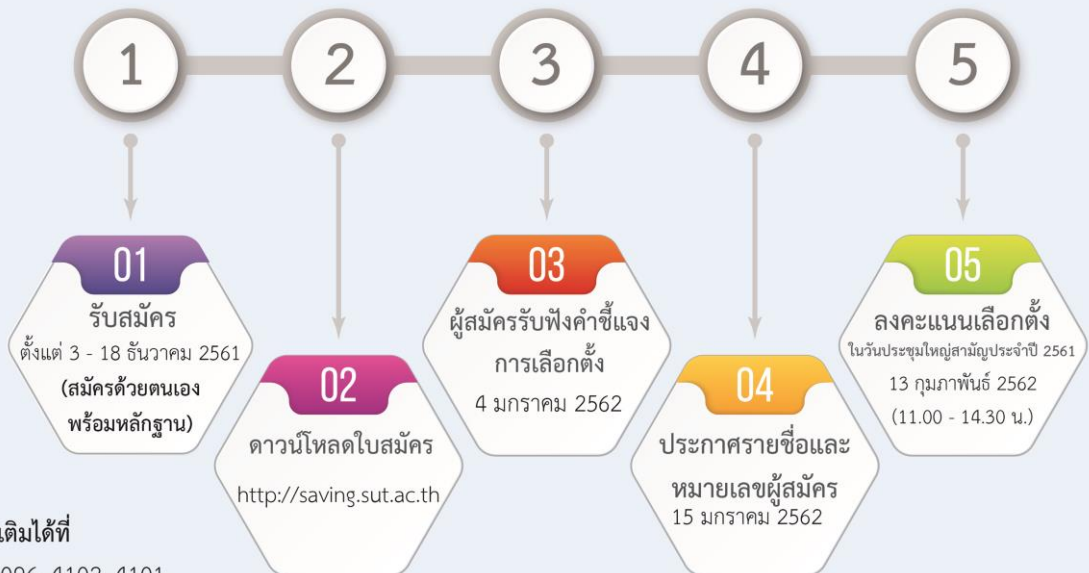 1
2
3
4
5
01
รับสมัคร
ตั้งแต่ 3 - 18 ธันวาคม 2561
(สมัครด้วยตนเอง
พร้อมหลักฐาน)
02
ดาวน์โหลดใบสมัคร
http://saving.sut.ac.th
03
ผู้สมัครรับฟังคำชี้แจง
การเลือกตั้ง
4 มกราคม 2562
04
ประกาศรายชื่อและ
หมายเลขผู้สมัคร
15 มกราคม 2562
05
ลงคะแนนเลือกตั้ง
ในวันประชุมใหญ่สามัญประจำปี 2561
13 กุมภาพันธ์ 2562
(11.00 - 14.30 น.)
เติมได้ที่
4102, 4101